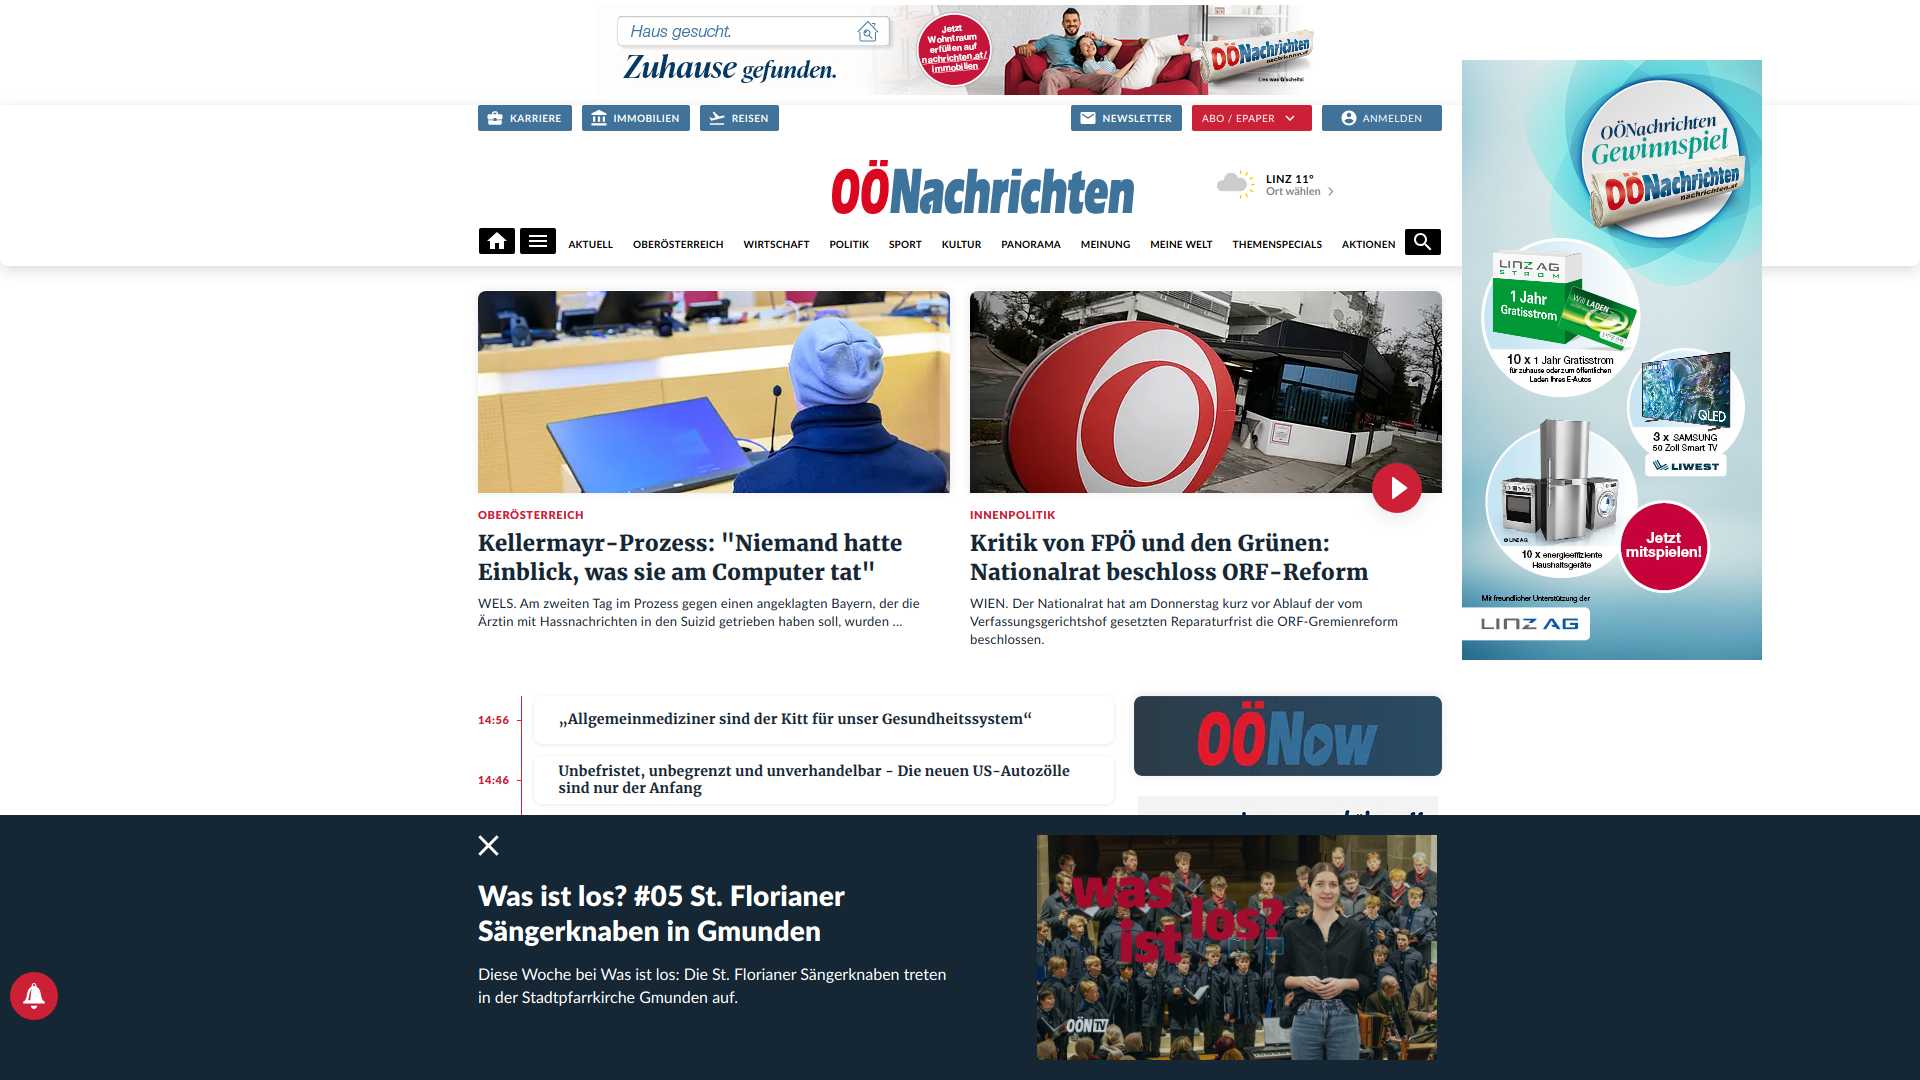 Haus gesucht.
Zuhause gefunden.
Jetzt
Wohntraum
erfüllen auf
nachrichten.at/
immobilien
OÖNachrichten
nachrichten.at
Lies was G'scheits!
KARRIERE
IMMOBILIEN
REISEN
NEWSLETTER
ABO / EPAPER
ANMELDEN
OÖNachrichten
LINZ 11°
Ort wählen
AKTUELL
OBERÖSTERREICH
WIRTSCHAFT
POLITIK
SPORT
KULTUR
PANORAMA
MEINUNG
MEINE WELT
THEMENSPECIALS
AKTIONEN
OBERÖSTERREICH
Kellermayr-Prozess: "Niemand hatte
Einblick, was sie am Computer tat"
WELS. Am zweiten Tag im Prozess gegen einen angeklagten Bayern, der die
Ärztin mit Hassnachrichten in den Suizid getrieben haben soll, wurden ...
INNENPOLITIK
Kritik von FPÖ und den Grünen:
Nationalrat beschloss ORF-Reform
WIEN. Der Nationalrat hat am Donnerstag kurz vor Ablauf der vom
Verfassungsgerichtshof gesetzten Reparaturfrist die ORF-Gremienreform
beschlossen.
OÖNachrichten
Gewinnspiel
OÖNachrichten
nachrichten.at
LINZ AG
STROM
1 Jahr
Gratisstrom
Will LADEN
10 x 1 Jahr Gratisstrom
für zuhause oder zum öffentlichen
Laden Ihres E-Autos
QLED
3 x SAMSUNG
50 Zoll Smart TV
LIWEST
© LINZ AG
10 x energieeffiziente
Haushaltsgeräte
Jetzt
mitspielen!
Mit freundlicher Unterstützung der
LINZ AG
14:56
„Allgemeinmediziner sind der Kitt für unser Gesundheitssystem“
14:46
Unbefristet, unbegrenzt und unverhandelbar - Die neuen US-Autozölle
sind nur der Anfang
OÖNow
Was ist los? #05 St. Florianer
Sängerknaben in Gmunden
Diese Woche bei Was ist los: Die St. Florianer Sängerknaben treten
in der Stadtpfarrkirche Gmunden auf.
was
ist los?
OÖNTV